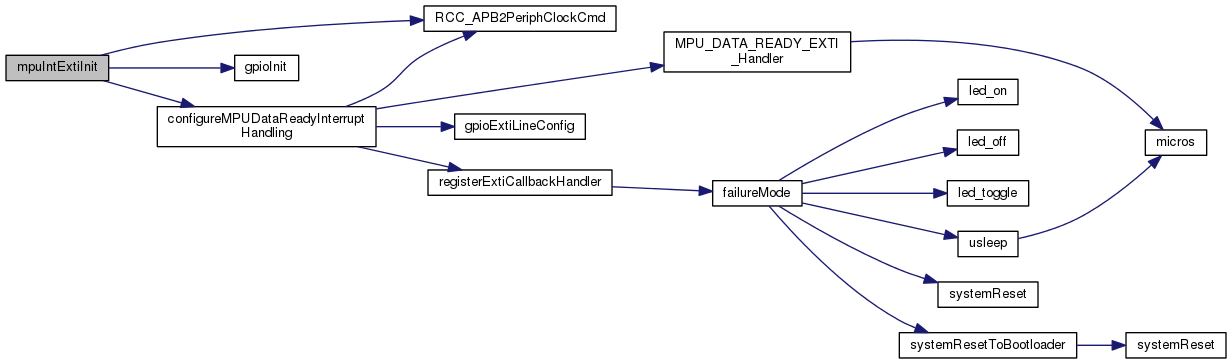 mpuIntExtiInit
RCC_APB2PeriphClockCmd
gpioInit
configureMPUDataReadyInterrupt
Handling
MPU_DATA_READY_EXTI
_Handler
gpioExtiLineConfig
registerExtiCallbackHandler
failureMode
led_on
led_off
led_toggle
usleep
micros
systemReset
systemResetToBootloader
systemReset